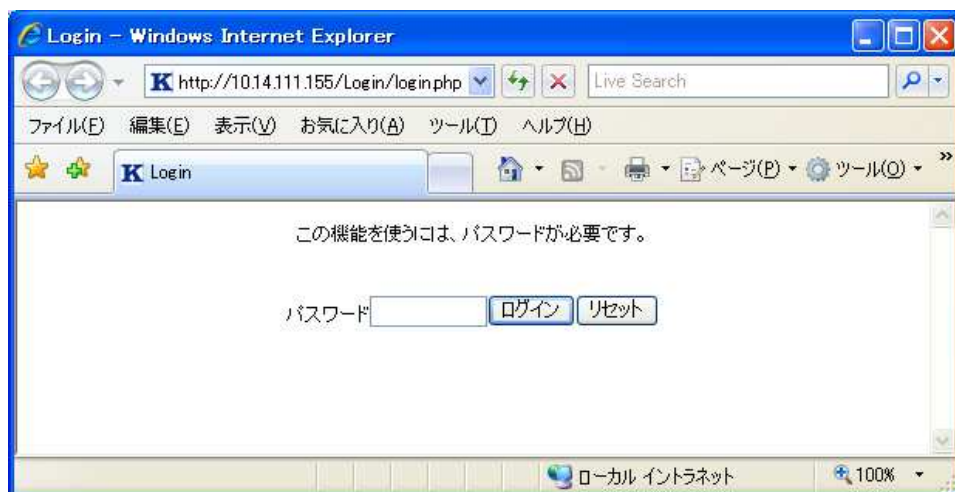 Login - Windows Internet Explorer
K http://10.14.111.155/Login/login.php Live Search
ファイル(F) 編集(E) 表示(V) お気に入り(A) ツール(T) ヘルプ(H)
K Login ページ(P) ツール(O) »
この機能を使うには、パスワードが必要です。
パスワード ログイン リセット
ローカル イントラネット 100%